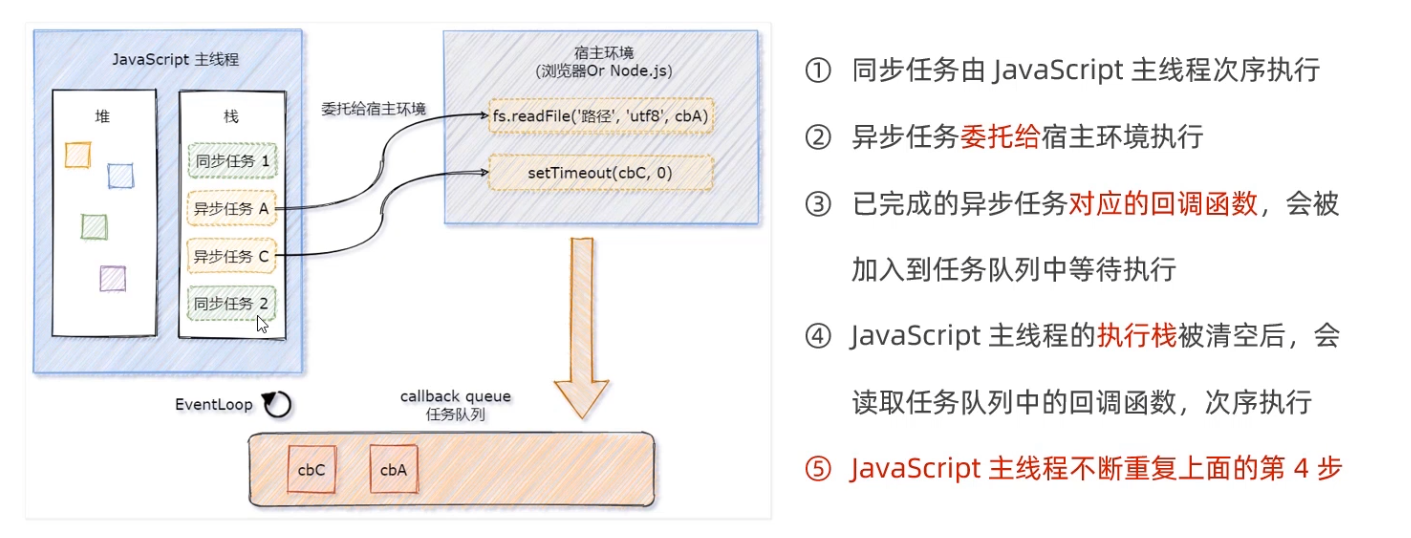 JavaScript 主线程
堆
栈
同步任务 1
异步任务 A
异步任务 C
同步任务 2
委托给宿主环境
宿主环境
(浏览器Or Node.js)
fs.readFile('路径', 'utf8', cbA)
setTimeout(cbC, 0)
EventLoop
callback queue
任务队列
cbC
cbA
① 同步任务由 JavaScript 主线程次序执行
② 异步任务委托给宿主环境执行
③ 已完成的异步任务对应的回调函数，会被
加入到任务队列中等待执行
④ JavaScript 主线程的执行栈被清空后，会
读取任务队列中的回调函数，次序执行
⑤ JavaScript 主线程不断重复上面的第 4 步